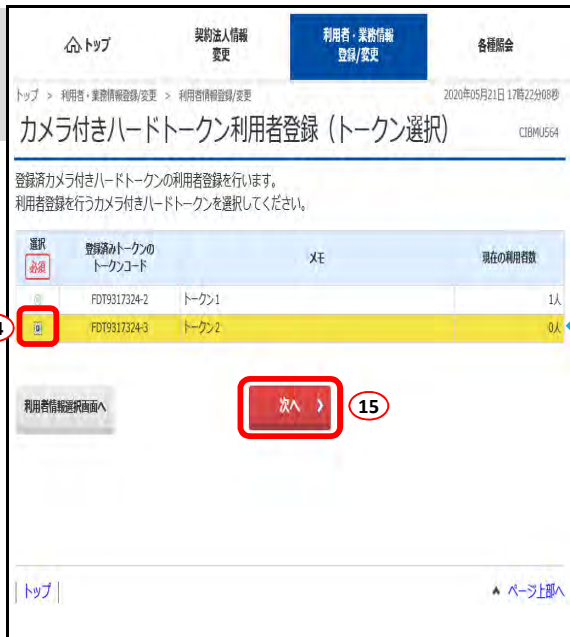 トップ
契約法人情報
変更
利用者・業務情報
登録/変更
各種照会
トップ > 利用者・業務情報登録/変更 > 利用者情報登録/変更
2020年05月21日 17時22分08秒
カメラ付きハードトークン利用者登録（トークン選択）
CIBMU564
登録済カメラ付きハードトークンの利用者登録を行います。
利用者登録を行うカメラ付きハードトークンを選択してください。
選択
必須
登録済みトークンの
トークンコード
メモ
現在の利用者数
FDT9317324-2 トークン1 1人
4
FDT9317324-3 トークン2 0人
利用者情報選択画面へ
次へ >
15
| トップ |
▲ ページ上部へ